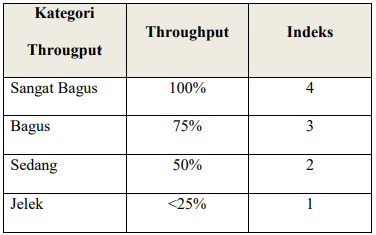 Kategori Througput Throughput Indeks
Sangat Bagus 100% 4
Bagus 75% 3
Sedang 50% 2
Jelek <25% 1